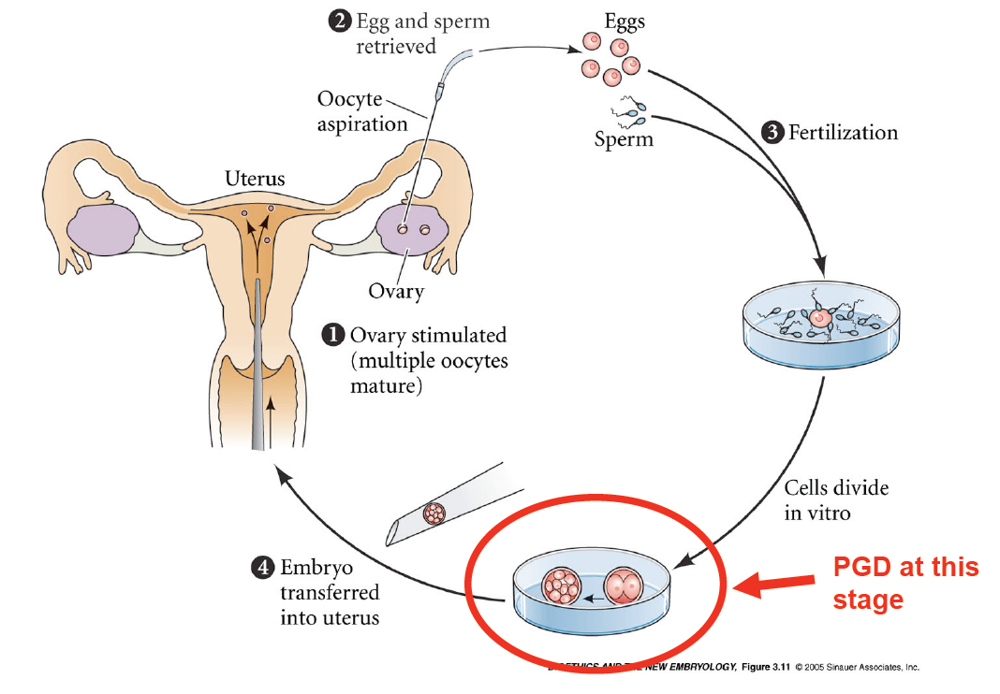 2 Egg and sperm
retrieved
Eggs
Oocyte
aspiration
Sperm
3 Fertilization
Uterus
Ovary
1 Ovary stimulated
(multiple oocytes
mature)
Cells divide
in vitro
PGD at this
stage
4 Embryo
transferred
into uterus
BIOETHICS AND THE NEW EMBRYOLOGY, Figure 3.11 © 2005 Sinauer Associates, Inc.